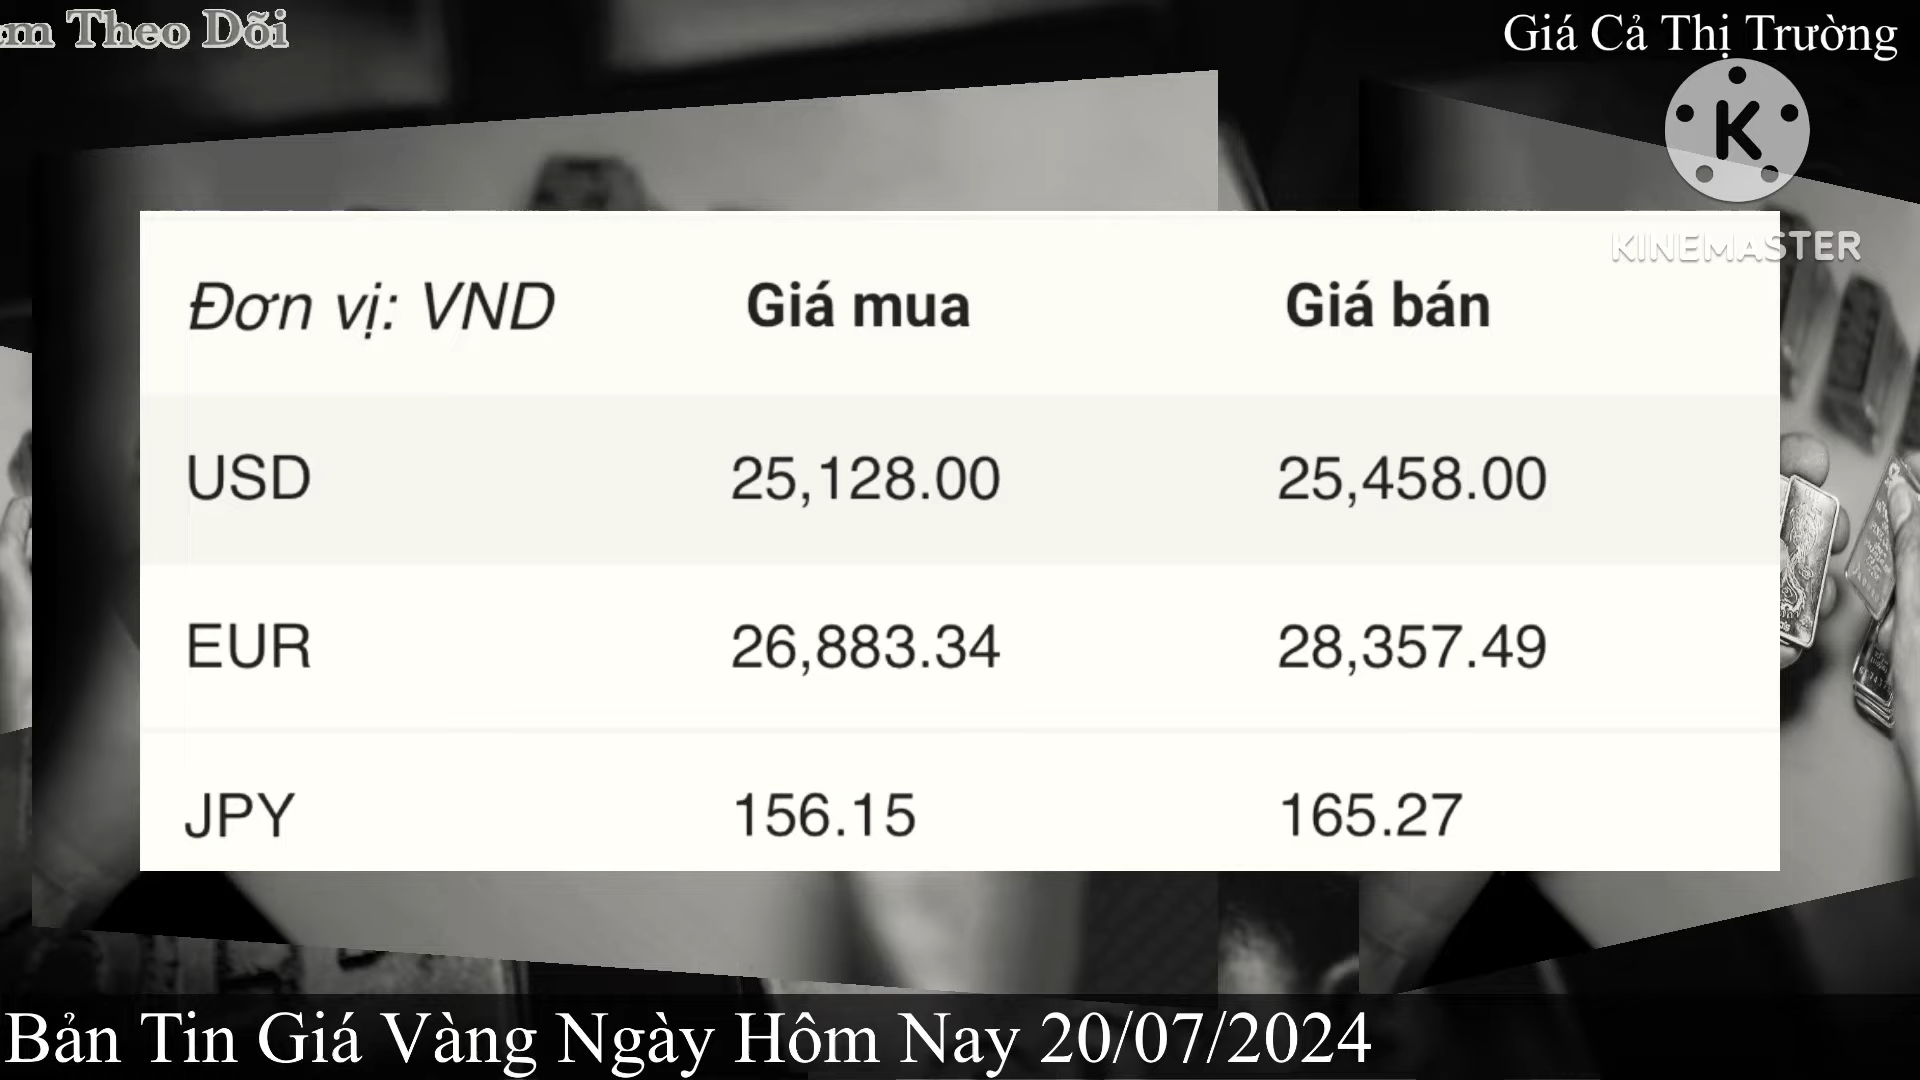 Theo Dõi
Giá Cả Thị Trường
K
KINEMASTER
Đơn vị: VND Giá mua Giá bán
USD 25,128.00 25,458.00
EUR 26,883.34 28,357.49
JPY 156.15 165.27
Bản Tin Giá Vàng Ngày Hôm Nay 20/07/2024